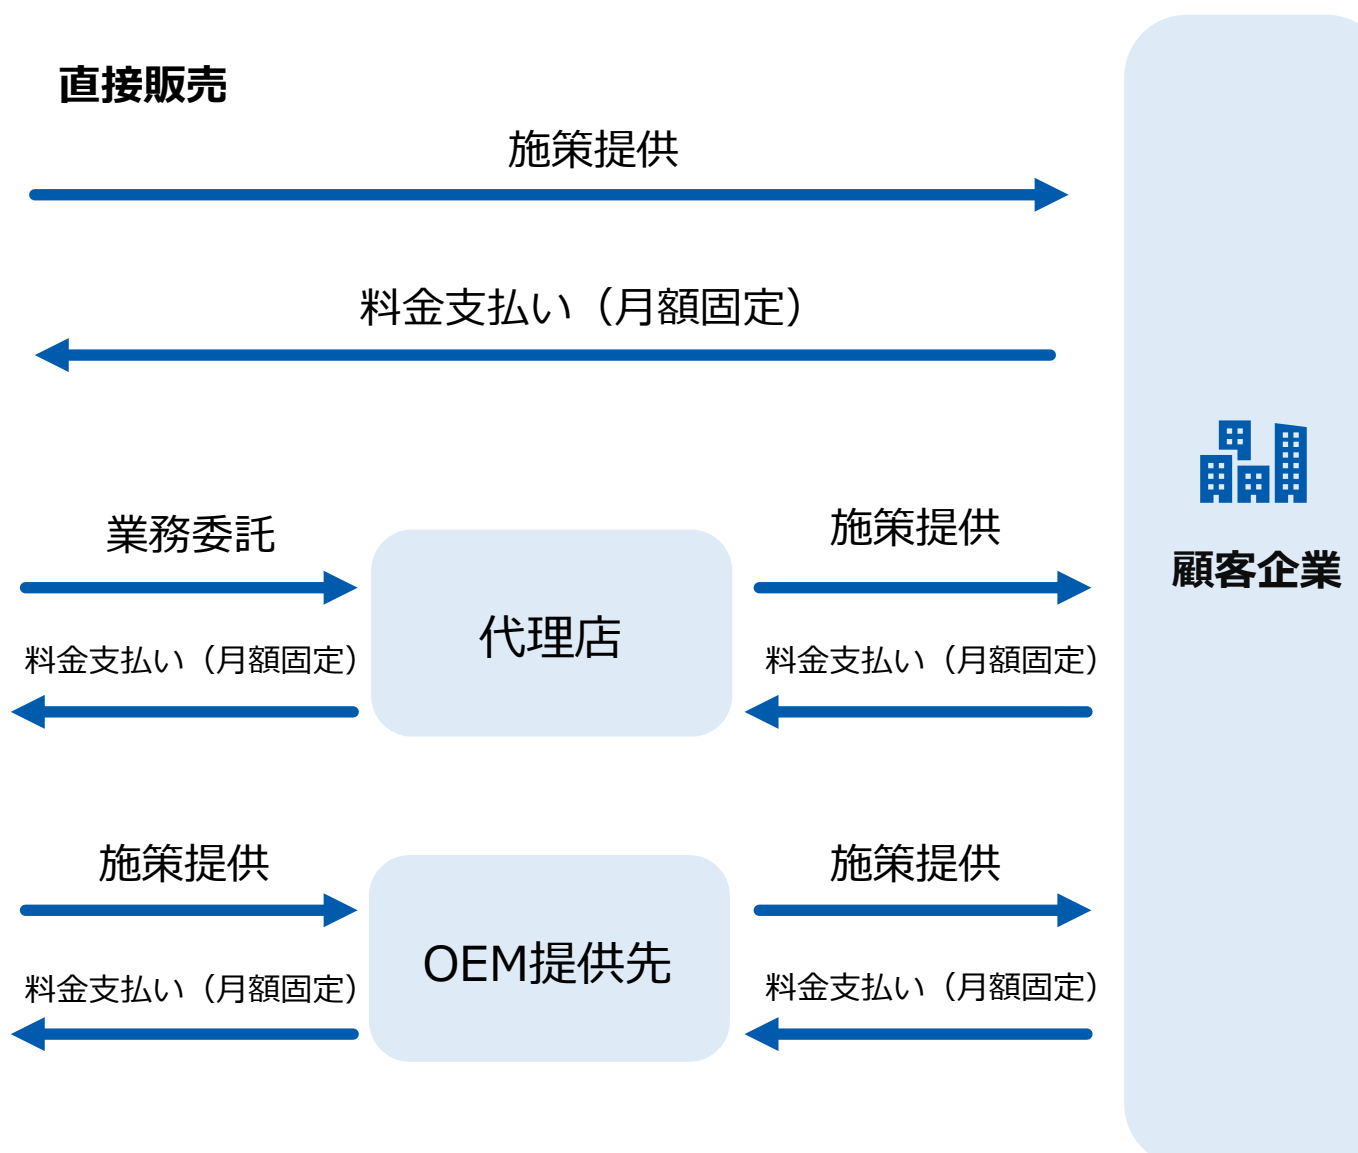 直接販売
施策提供
料金支払い（月額固定）
業務委託
施策提供
代理店
顧客企業
料金支払い（月額固定）
料金支払い（月額固定）
施策提供
施策提供
OEM提供先
料金支払い（月額固定）
料金支払い（月額固定）